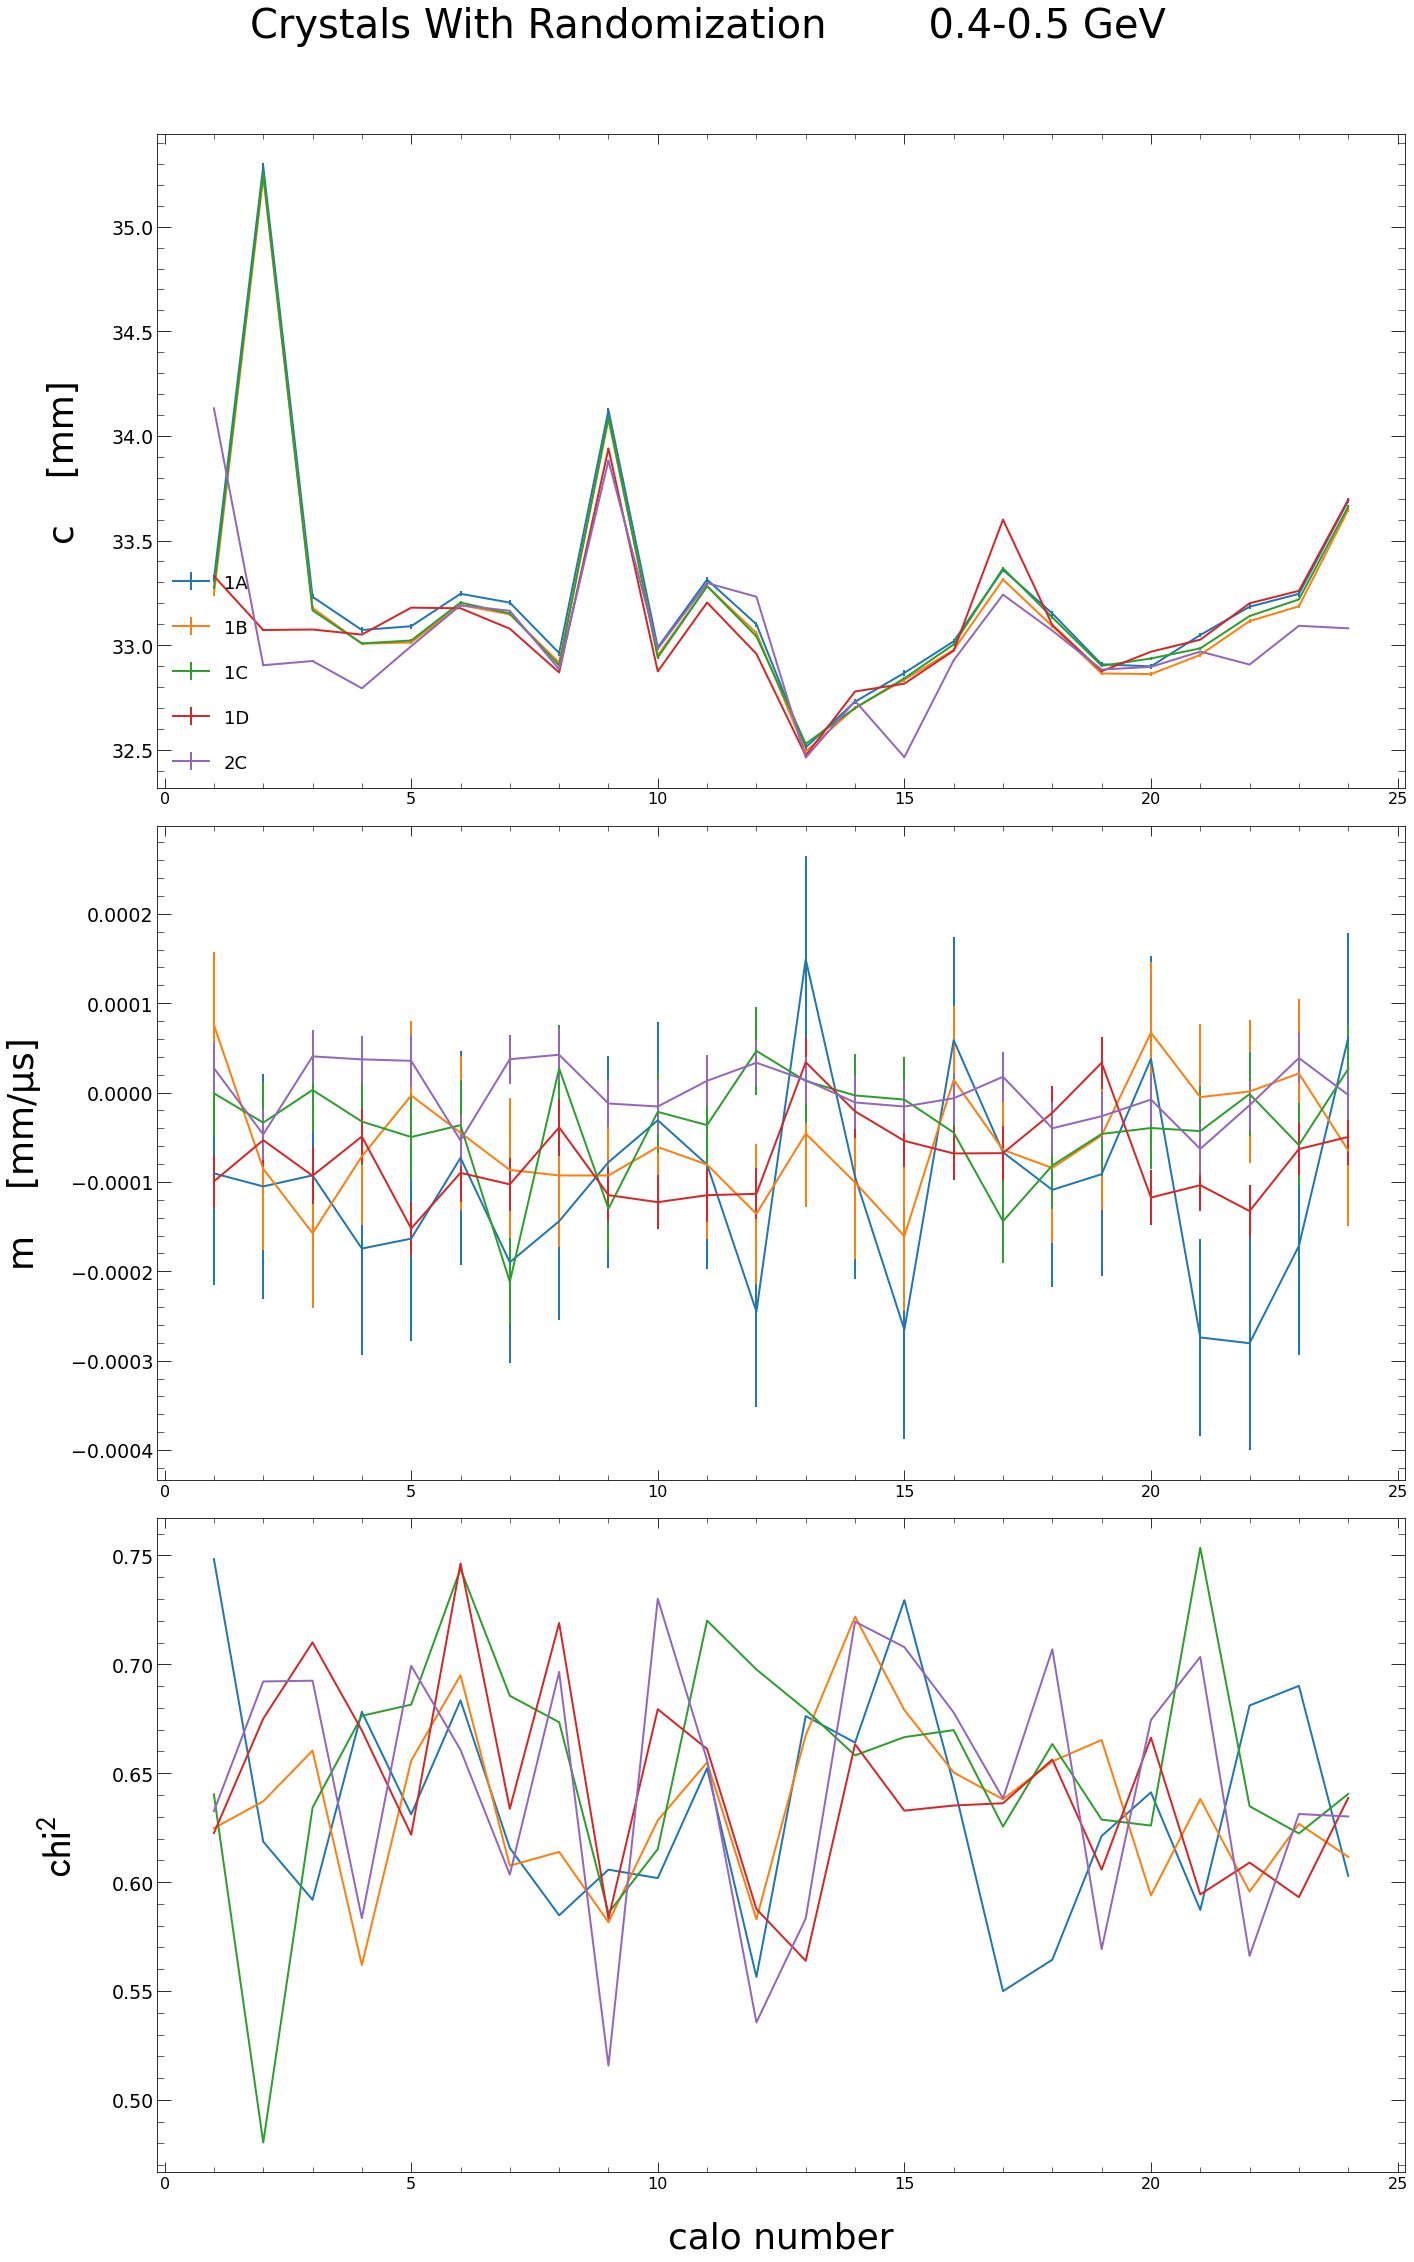 Crystals With Randomization 0.4-0.5 GeV
c [mm]
35.0
34.5
34.0
33.5
33.0
32.5
1A
1B
1C
1D
2C
0 5 10 15 20 25
m [mm/μs]
0.0002
0.0001
0.0000
−0.0001
−0.0002
−0.0003
−0.0004
0 5 10 15 20 25
chi²
0.75
0.70
0.65
0.60
0.55
0.50
0 5 10 15 20 25
calo number